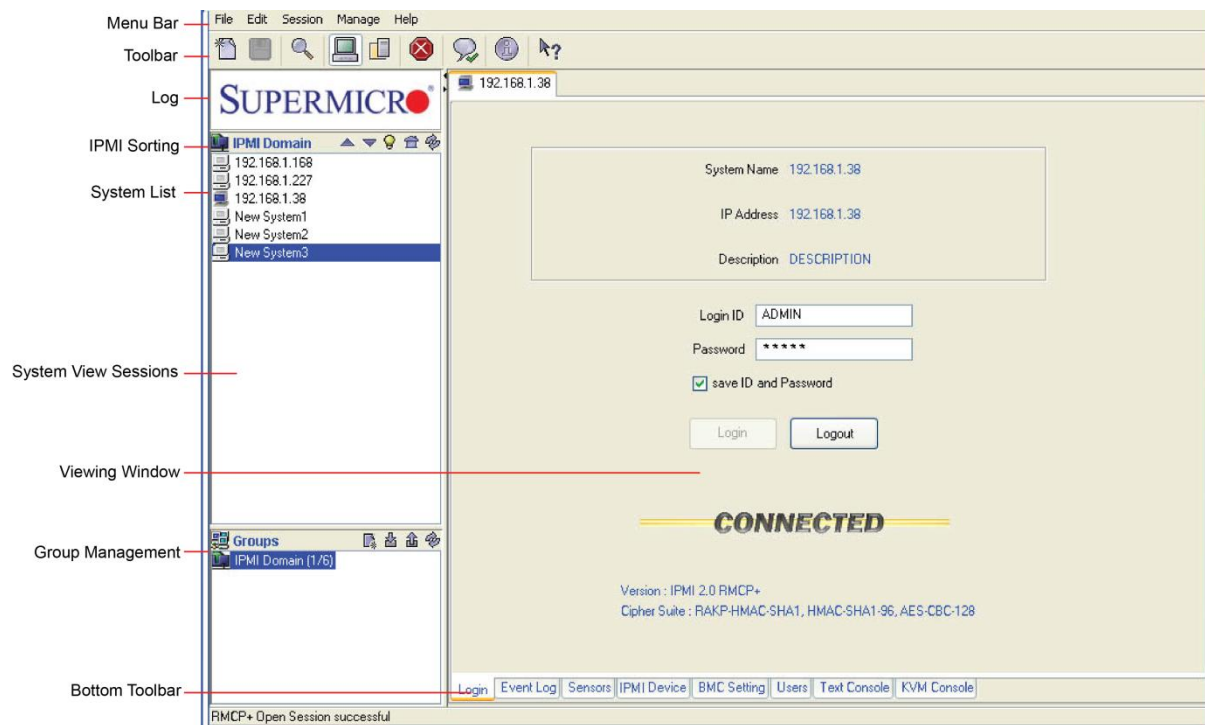 Menu Bar
File Edit Session Manage Help
Toolbar
Log
SUPERMICRO®
192.168.1.38
IPMI Sorting
IPMI Domain
System List
192.168.1.168
192.168.1.227
192.168.1.38
New System1
New System2
New System3
System Name 192.168.1.38
IP Address 192.168.1.38
Description DESCRIPTION
Login ID ADMIN
Password *****
save ID and Password
Login Logout
System View Sessions
Viewing Window
CONNECTED
Group Management
Groups
IPMI Domain (1/6)
Version : IPMI 2.0 RMCP+
Cipher Suite : RAKP-HMAC-SHA1, HMAC-SHA1-96, AES-CBC-128
Bottom Toolbar
Login Event Log Sensors IPMI Device BMC Setting Users Text Console KVM Console
RMCP+ Open Session successful